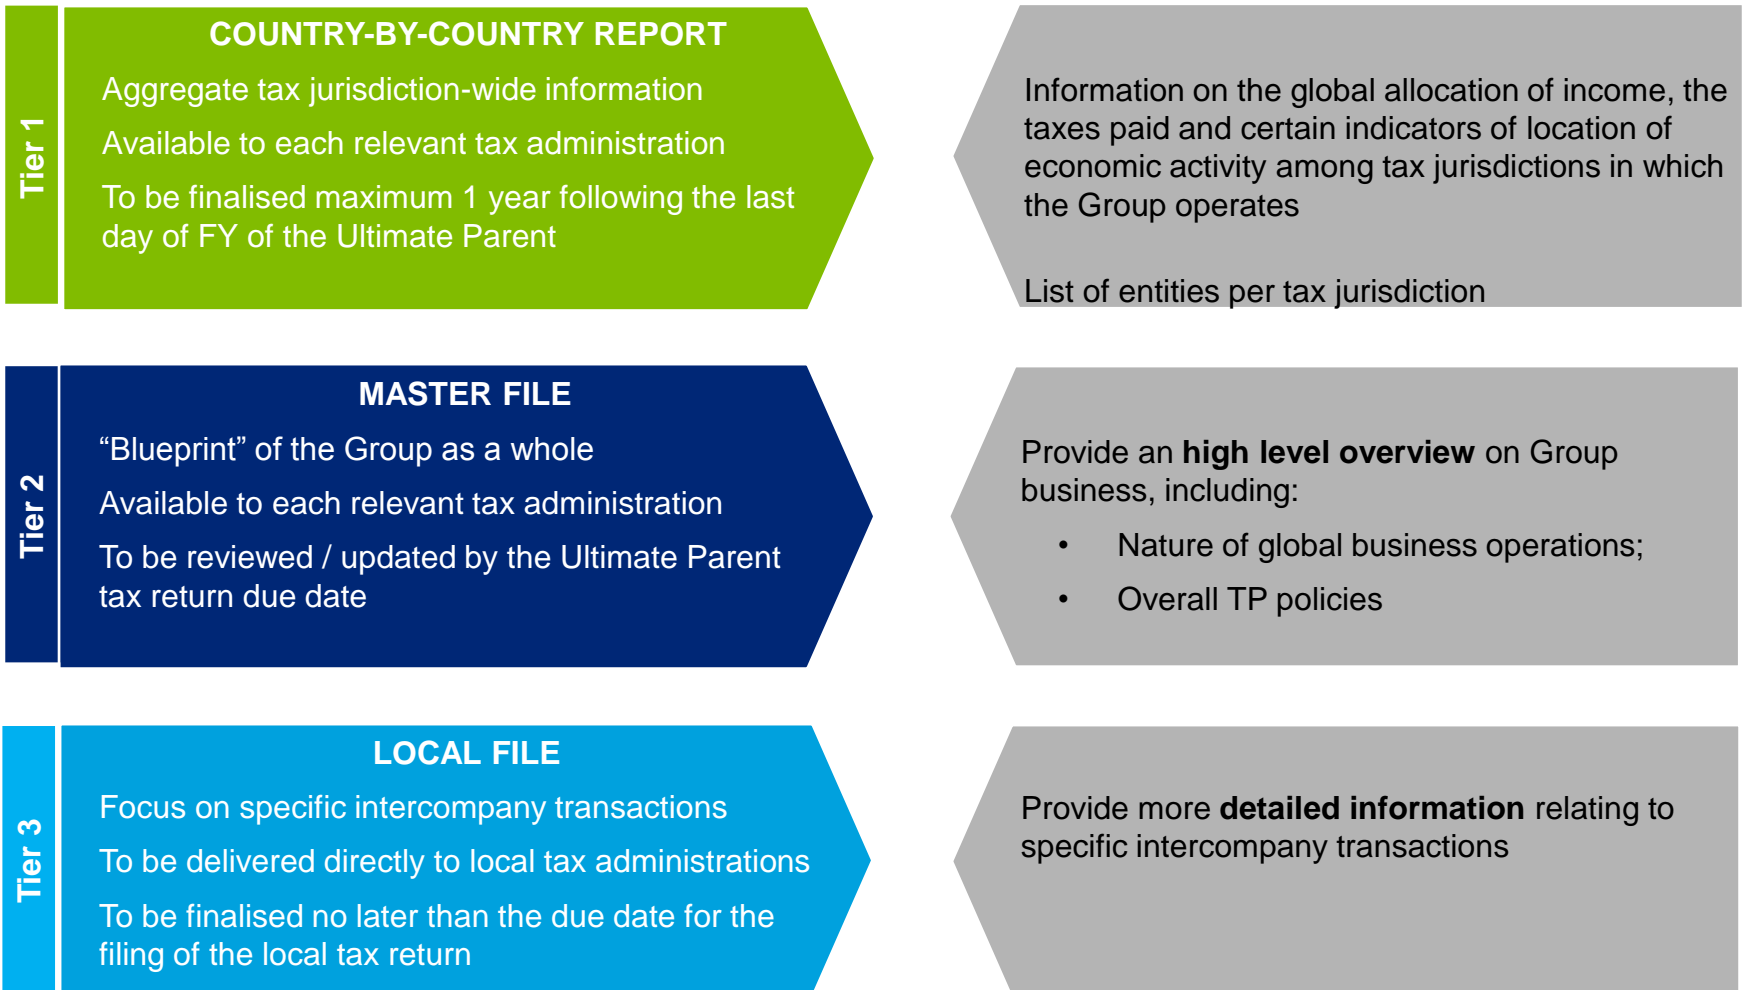 Tier 1
COUNTRY-BY-COUNTRY REPORT
Aggregate tax jurisdiction-wide information
Available to each relevant tax administration
To be finalised maximum 1 year following the last
day of FY of the Ultimate Parent
Information on the global allocation of income, the
taxes paid and certain indicators of location of
economic activity among tax jurisdictions in which
the Group operates
List of entities per tax jurisdiction
Tier 2
MASTER FILE
“Blueprint” of the Group as a whole
Available to each relevant tax administration
To be reviewed / updated by the Ultimate Parent
tax return due date
Provide an high level overview on Group
business, including:
• Nature of global business operations;
• Overall TP policies
Tier 3
LOCAL FILE
Focus on specific intercompany transactions
To be delivered directly to local tax administrations
To be finalised no later than the due date for the
filing of the local tax return
Provide more detailed information relating to
specific intercompany transactions